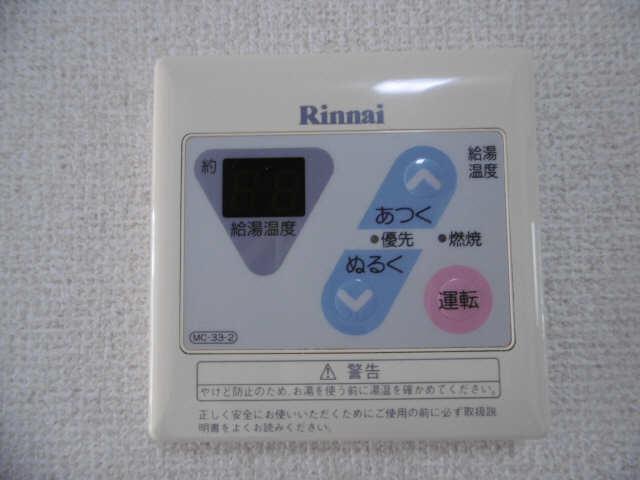 Rinnai
約
給湯温度
給湯
温度
あつく
優先
燃焼
ぬるく
運転
MC-33-2
警告
やけど防止のため、お湯を使う前に湯温を確かめてください。
正しく安全にお使いいただくためにご使用の前に必ず取扱説
明書をよくお読みください。